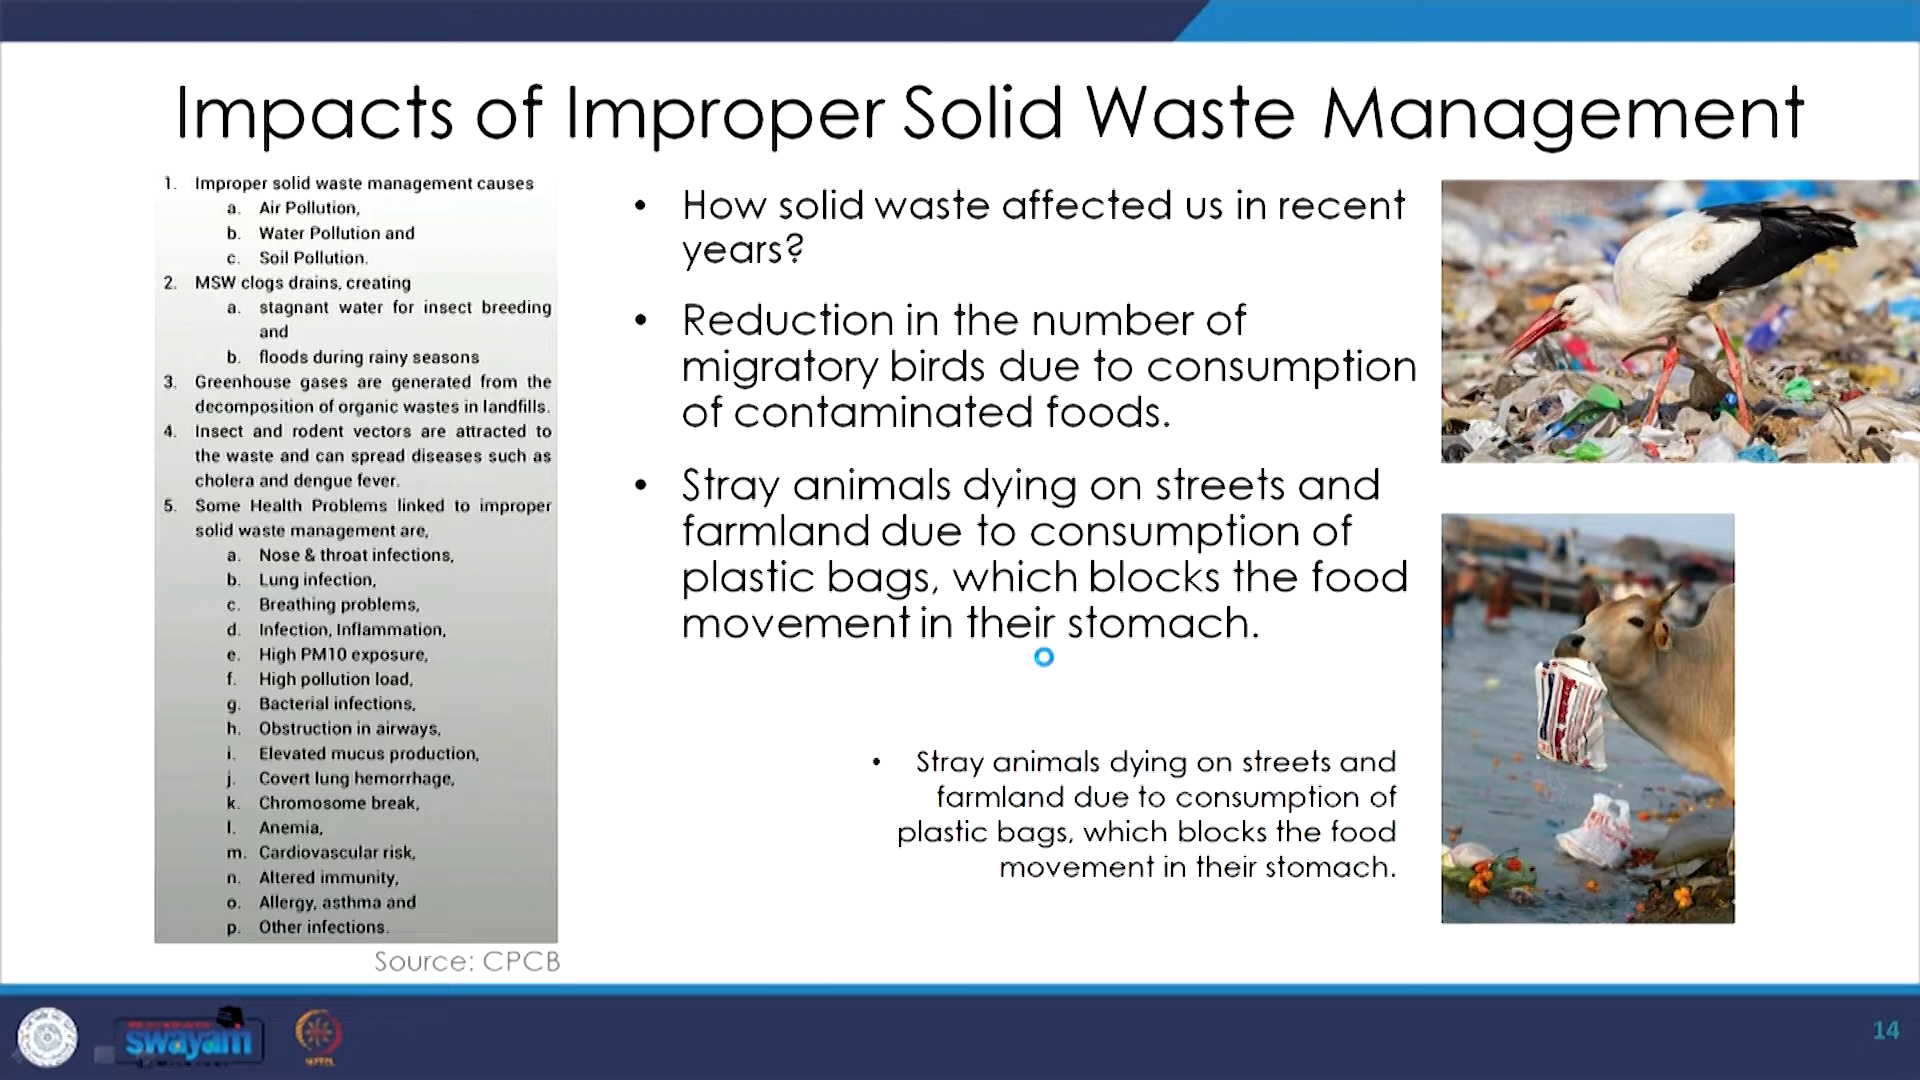 Impacts of Improper Solid Waste Management
1. Improper solid waste management causes
a. Air Pollution,
b. Water Pollution and
c. Soil Pollution.
2. MSW clogs drains, creating
a. stagnant water for insect breeding
and
b. floods during rainy seasons
3. Greenhouse gases are generated from the
decomposition of organic wastes in landfills.
4. Insect and rodent vectors are attracted to
the waste and can spread diseases such as
cholera and dengue fever.
5. Some Health Problems linked to improper
solid waste management are,
a. Nose & throat infections,
b. Lung infection,
c. Breathing problems,
d. Infection, Inflammation,
e. High PM10 exposure,
f. High pollution load,
g. Bacterial infections,
h. Obstruction in airways,
i. Elevated mucus production,
j. Covert lung hemorrhage,
k. Chromosome break,
l. Anemia,
m. Cardiovascular risk,
n. Altered immunity,
o. Allergy, asthma and
p. Other infections.
Source: CPCB
• How solid waste affected us in recent
years?
• Reduction in the number of
migratory birds due to consumption
of contaminated foods.
• Stray animals dying on streets and
farmland due to consumption of
plastic bags, which blocks the food
movement in their stomach.
• Stray animals dying on streets and
farmland due to consumption of
plastic bags, which blocks the food
movement in their stomach.
swayam
14